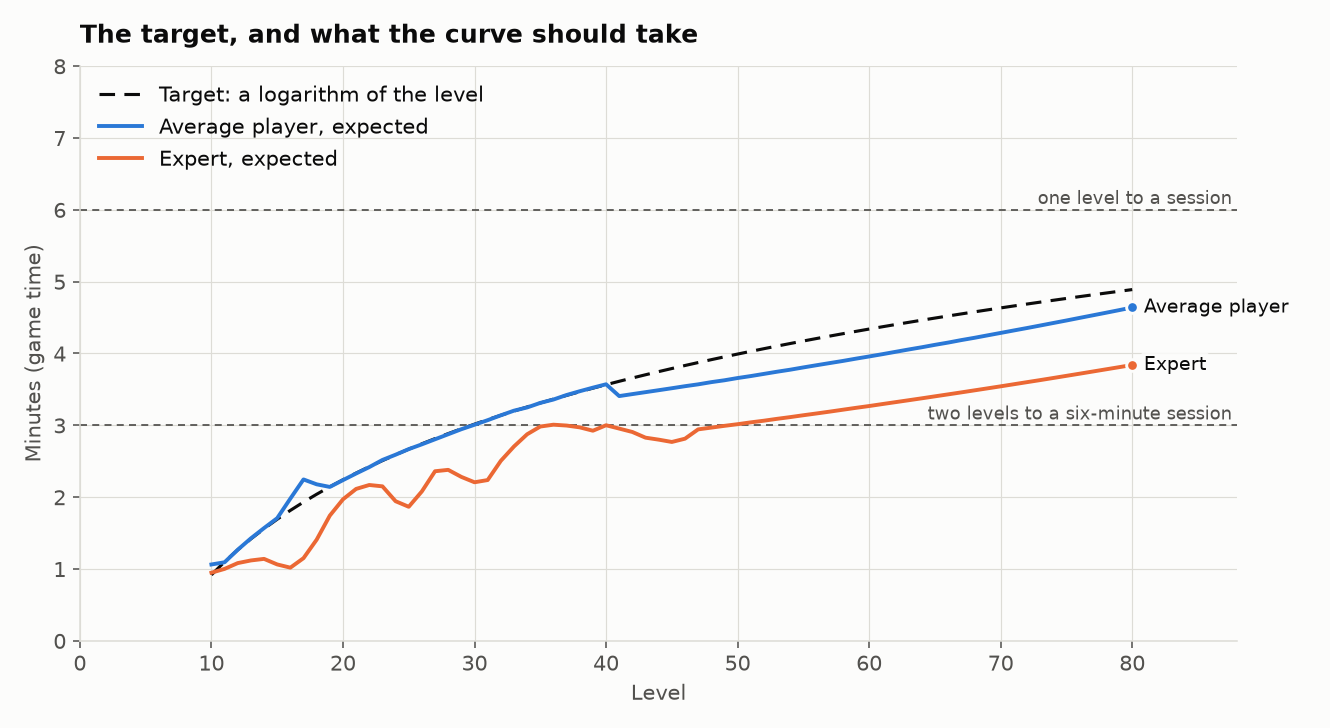 The target, and what the curve should take
Target: a logarithm of the level
Average player, expected
Expert, expected
8
7
6
5
4
3
2
1
0
Minutes (game time)
one level to a session
Average player
Expert
two levels to a six-minute session
0 10 20 30 40 50 60 70 80
Level